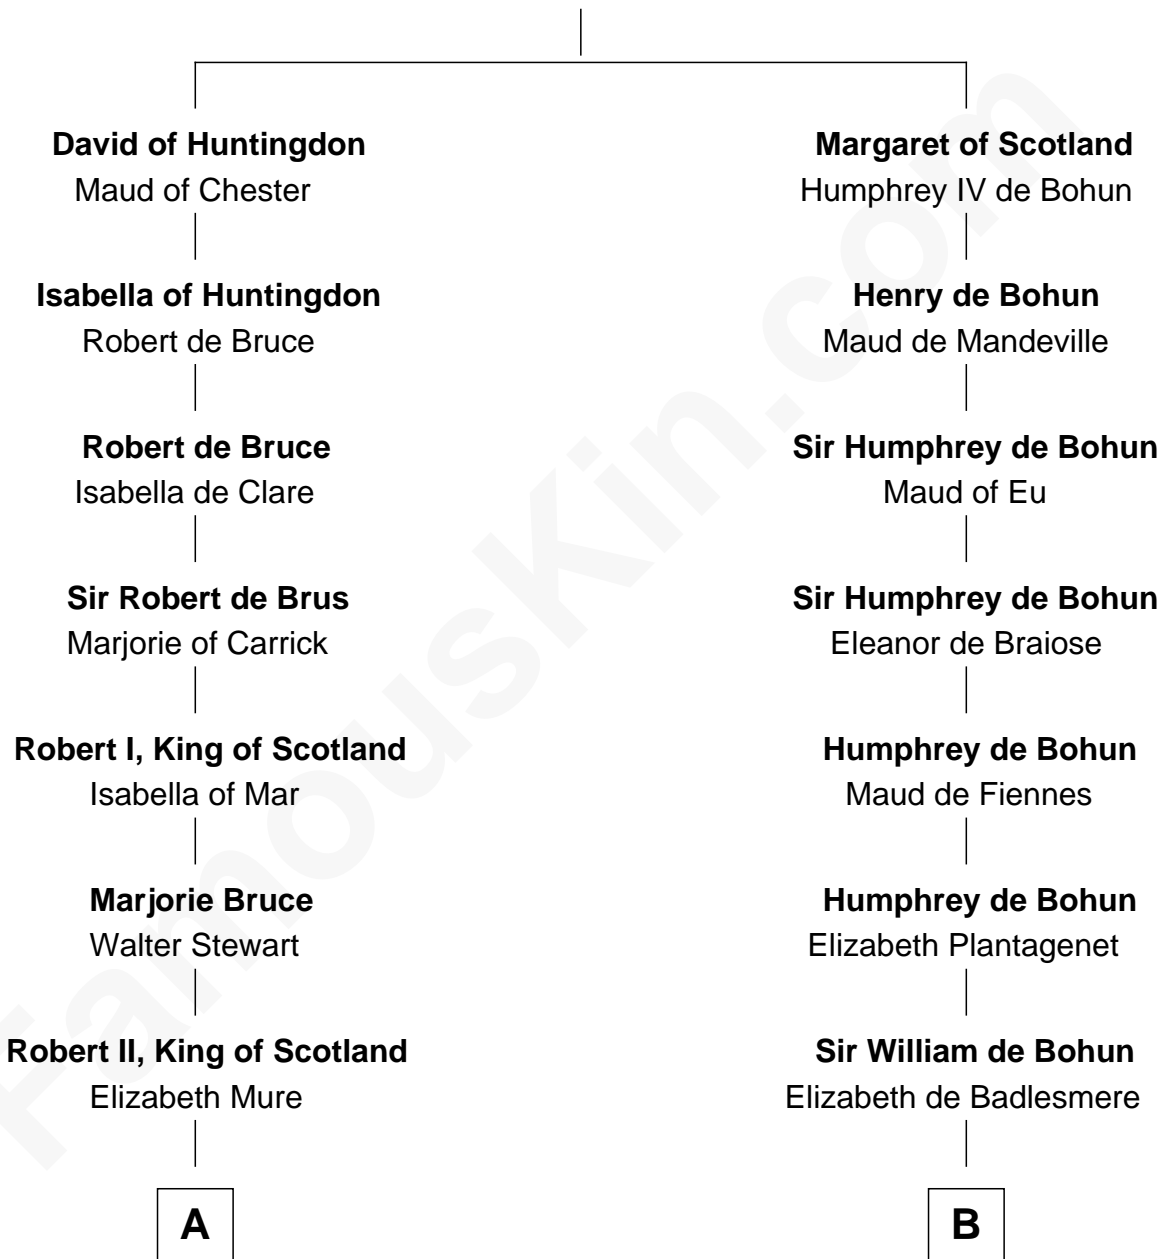 David of Huntingdon
Maud of Chester
Margaret of Scotland
Humphrey IV de Bohun
Isabella of Huntingdon
Robert de Bruce
Henry de Bohun
Maud de Mandeville
Robert de Bruce
Isabella de Clare
Sir Humphrey de Bohun
Maud of Eu
Sir Robert de Brus
Marjorie of Carrick
Sir Humphrey de Bohun
Eleanor de Braiose
Robert I, King of Scotland
Isabella of Mar
Humphrey de Bohun
Maud de Fiennes
Marjorie Bruce
Walter Stewart
Humphrey de Bohun
Elizabeth Plantagenet
Robert II, King of Scotland
Elizabeth Mure
Sir William de Bohun
Elizabeth de Badlesmere
A
B
FamousKin.com